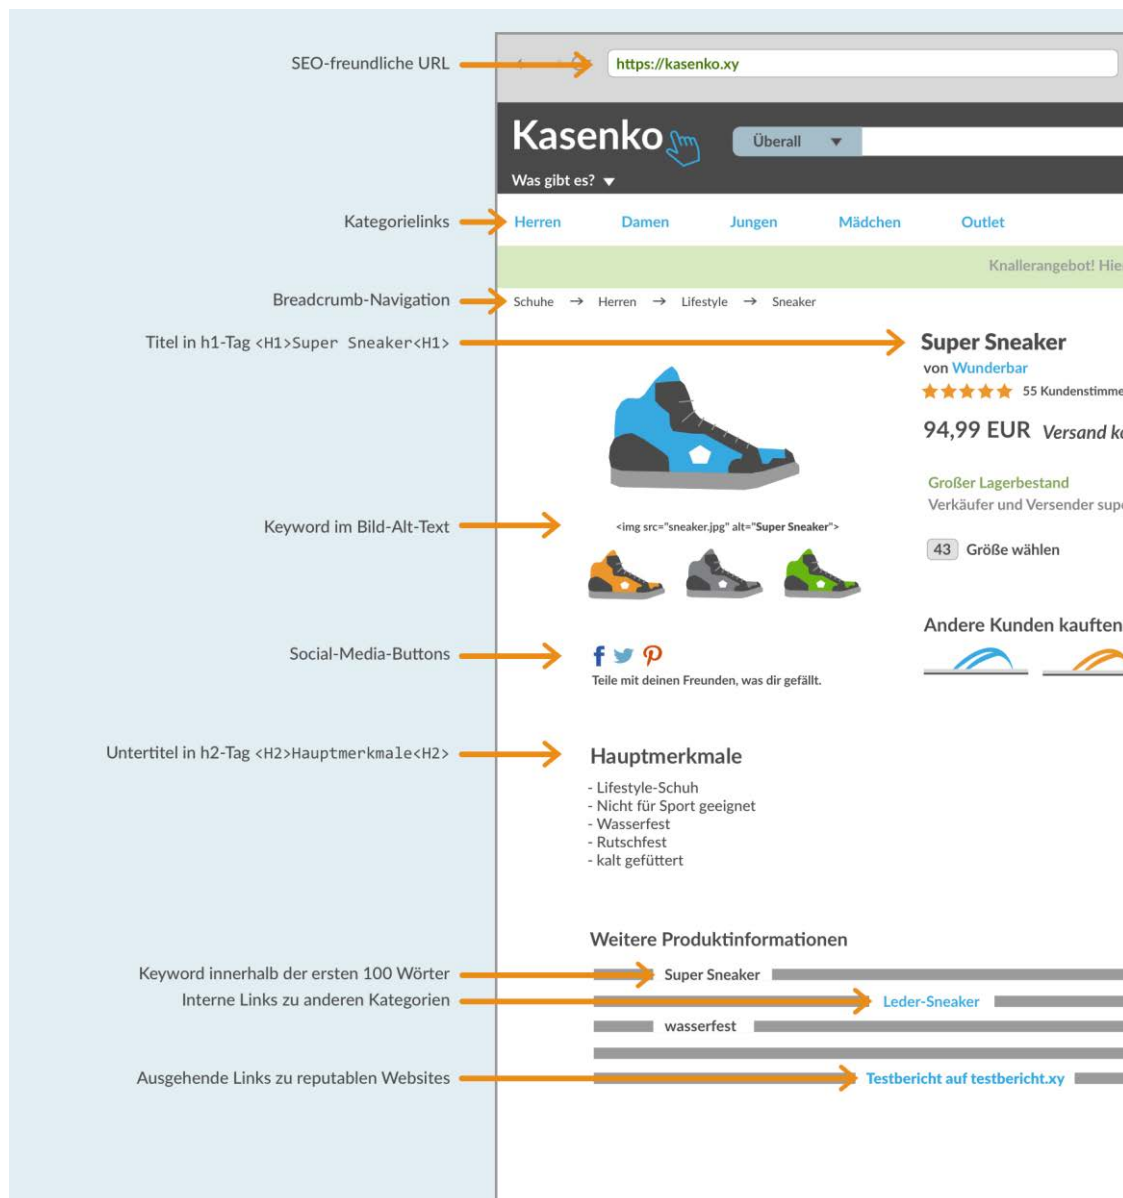 SEO-freundliche URL
https://kasenko.xy
Kasenko
Überall
Was gibt es?
Kategorielinks
Herren Damen Jungen Mädchen Outlet
Knallerangebot! Hie
Breadcrumb-Navigation
Schuhe → Herren → Lifestyle → Sneaker
Titel in h1-Tag <H1>Super Sneaker<H1>
Super Sneaker
von Wunderbar
55 Kundenstimme
94,99 EUR Versand k
Großer Lagerbestand
Verkäufer und Versender sup
Keyword im Bild-Alt-Text
<img src="sneaker.jpg" alt="Super Sneaker">
43 Größe wählen
Andere Kunden kauften
Social-Media-Buttons
Teile mit deinen Freunden, was dir gefällt.
Untertitel in h2-Tag <H2>Hauptmerkmale<H2>
Hauptmerkmale
- Lifestyle-Schuh
- Nicht für Sport geeignet
- Wasserfest
- Rutschfest
- kalt gefüttert
Weitere Produktinformationen
Keyword innerhalb der ersten 100 Wörter
Super Sneaker
Interne Links zu anderen Kategorien
Leder-Sneaker
wasserfest
Ausgehende Links zu reputablen Websites
Testbericht auf testbericht.xy